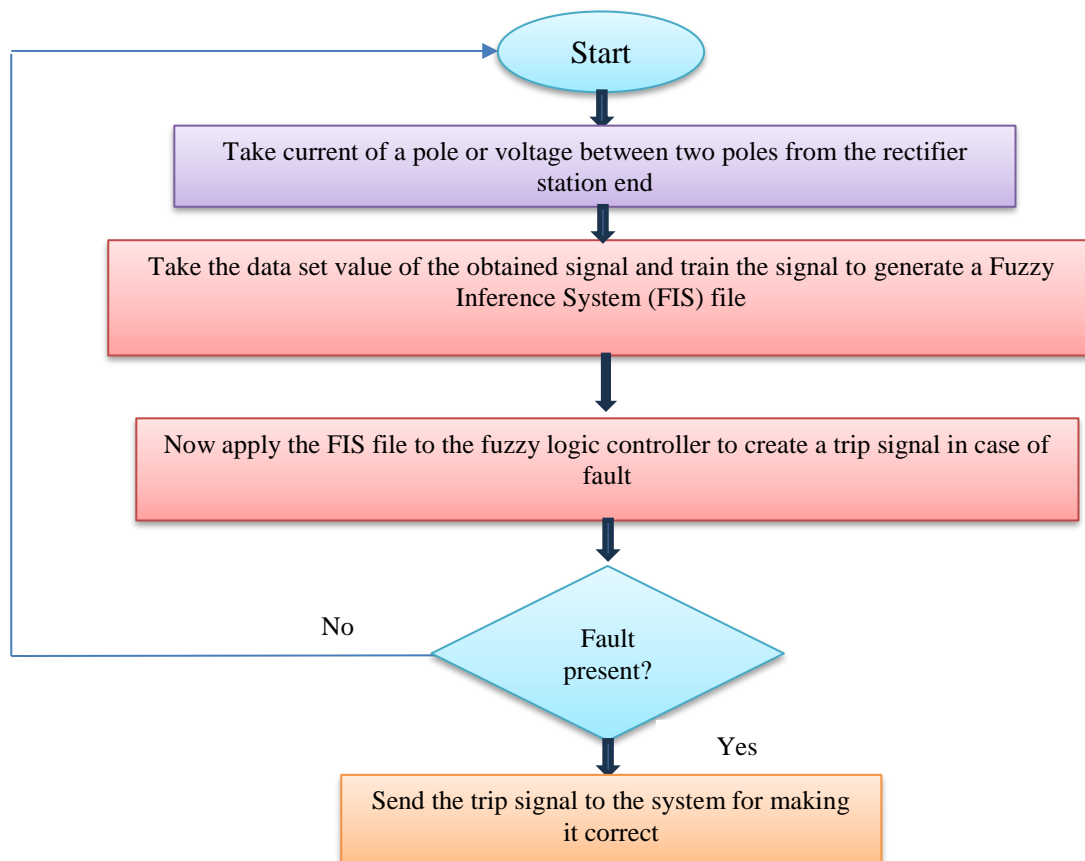 Start
Take current of a pole or voltage between two poles from the rectifier
station end
Take the data set value of the obtained signal and train the signal to generate a Fuzzy
Inference System (FIS) file
Now apply the FIS file to the fuzzy logic controller to create a trip signal in case of
fault
No
Fault
present?
Yes
Send the trip signal to the system for making
it correct